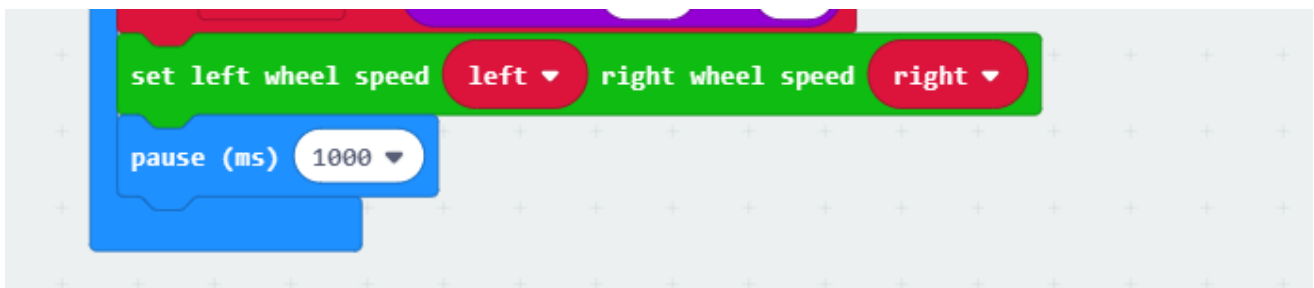 set left wheel speed left right wheel speed right
pause (ms) 1000